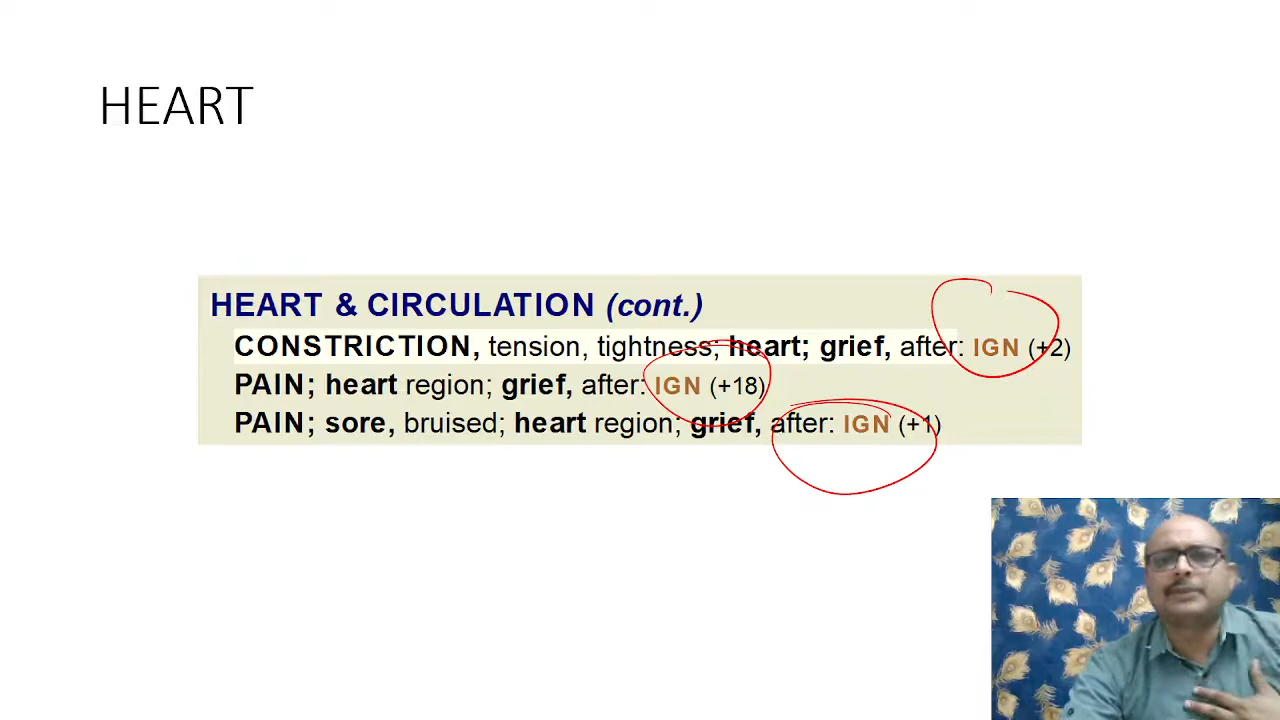 HEART
HEART & CIRCULATION (cont.)
CONSTRICTION, tension, tightness; heart; grief, after: IGN (+2)
PAIN; heart region; grief, after: IGN (+18)
PAIN; sore, bruised; heart region; grief, after: IGN (+1)